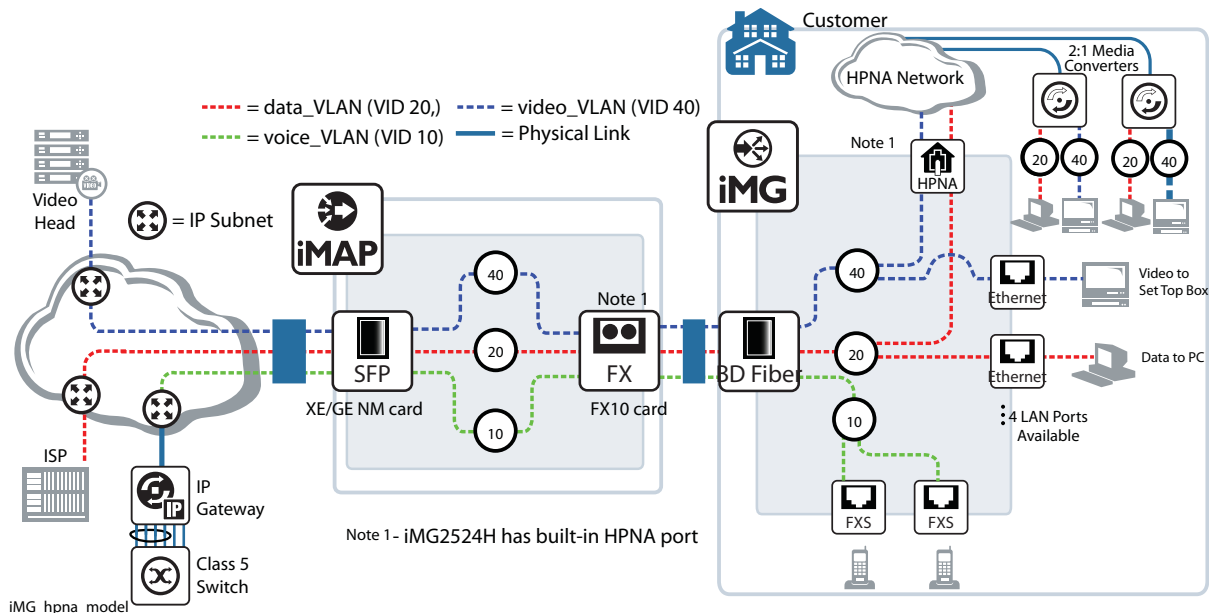 Customer
2:1 Media
Converters
HPNA Network
= data_VLAN (VID 20,)
= video_VLAN (VID 40)
= voice_VLAN (VID 10)
= Physical Link
Note 1
iMG
HPNA
20
40
20
40
Video
Head
= IP Subnet
iMAP
40
Note 1
40
Ethernet
Video to
Set Top Box
SFP
20
FX
BD Fiber
20
Ethernet
Data to PC
XE/GE NM card
FX10 card
10
10
4 LAN Ports
Available
ISP
IP
IP
Gateway
FXS
FXS
Note 1 - iMG2524H has built-in HPNA port
Class 5
Switch
iMG_hpna_model